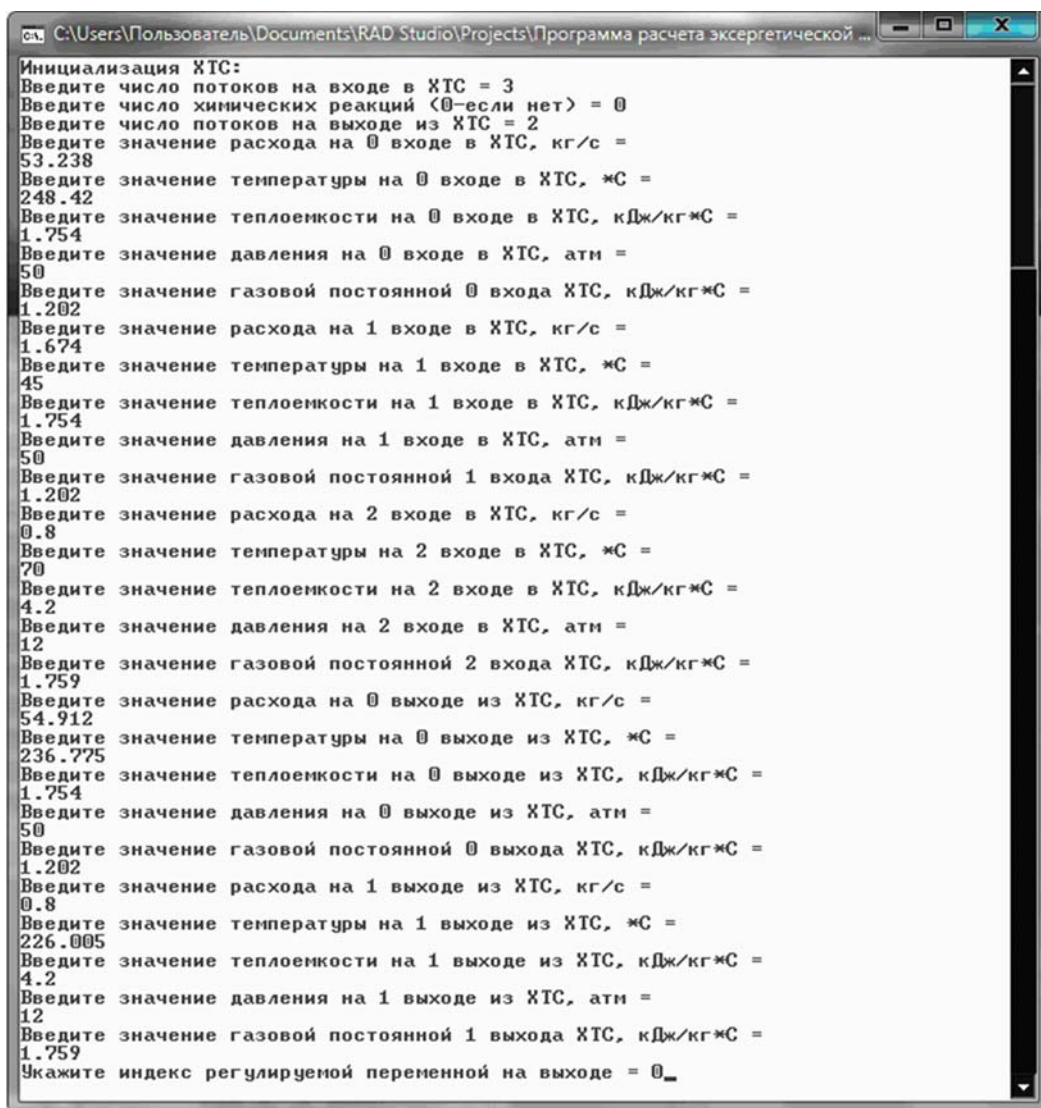 C:\Users\Пользователь\Documents\RAD Studio\Projects\Программа расчета эксергетической ...
Инициализация ХТС:
Введите число потоков на входе в ХТС = 3
Введите число химических реакций (0-если нет) = 0
Введите число потоков на выходе из ХТС = 2
Введите значение расхода на 0 входе в ХТС, кг/с =
53.238
Введите значение температуры на 0 входе в ХТС, *С =
248.42
Введите значение теплоемкости на 0 входе в ХТС, кДж/кг*С =
1.754
Введите значение давления на 0 входе в ХТС, атм =
50
Введите значение газовой постоянной 0 входа ХТС, кДж/кг*С =
1.202
Введите значение расхода на 1 входе в ХТС, кг/с =
1.674
Введите значение температуры на 1 входе в ХТС, *С =
45
Введите значение теплоемкости на 1 входе в ХТС, кДж/кг*С =
1.754
Введите значение давления на 1 входе в ХТС, атм =
50
Введите значение газовой постоянной 1 входа ХТС, кДж/кг*С =
1.202
Введите значение расхода на 2 входе в ХТС, кг/с =
0.8
Введите значение температуры на 2 входе в ХТС, *С =
70
Введите значение теплоемкости на 2 входе в ХТС, кДж/кг*С =
4.2
Введите значение давления на 2 входе в ХТС, атм =
12
Введите значение газовой постоянной 2 входа ХТС, кДж/кг*С =
1.759
Введите значение расхода на 0 выходе из ХТС, кг/с =
54.912
Введите значение температуры на 0 выходе из ХТС, *С =
236.775
Введите значение теплоемкости на 0 выходе из ХТС, кДж/кг*С =
1.754
Введите значение давления на 0 выходе из ХТС, атм =
50
Введите значение газовой постоянной 0 выхода ХТС, кДж/кг*С =
1.202
Введите значение расхода на 1 выходе из ХТС, кг/с =
0.8
Введите значение температуры на 1 выходе из ХТС, *С =
226.005
Введите значение теплоемкости на 1 выходе из ХТС, кДж/кг*С =
4.2
Введите значение давления на 1 выходе из ХТС, атм =
12
Введите значение газовой постоянной 1 выхода ХТС, кДж/кг*С =
1.759
Укажите индекс регулируемой переменной на выходе = 0_